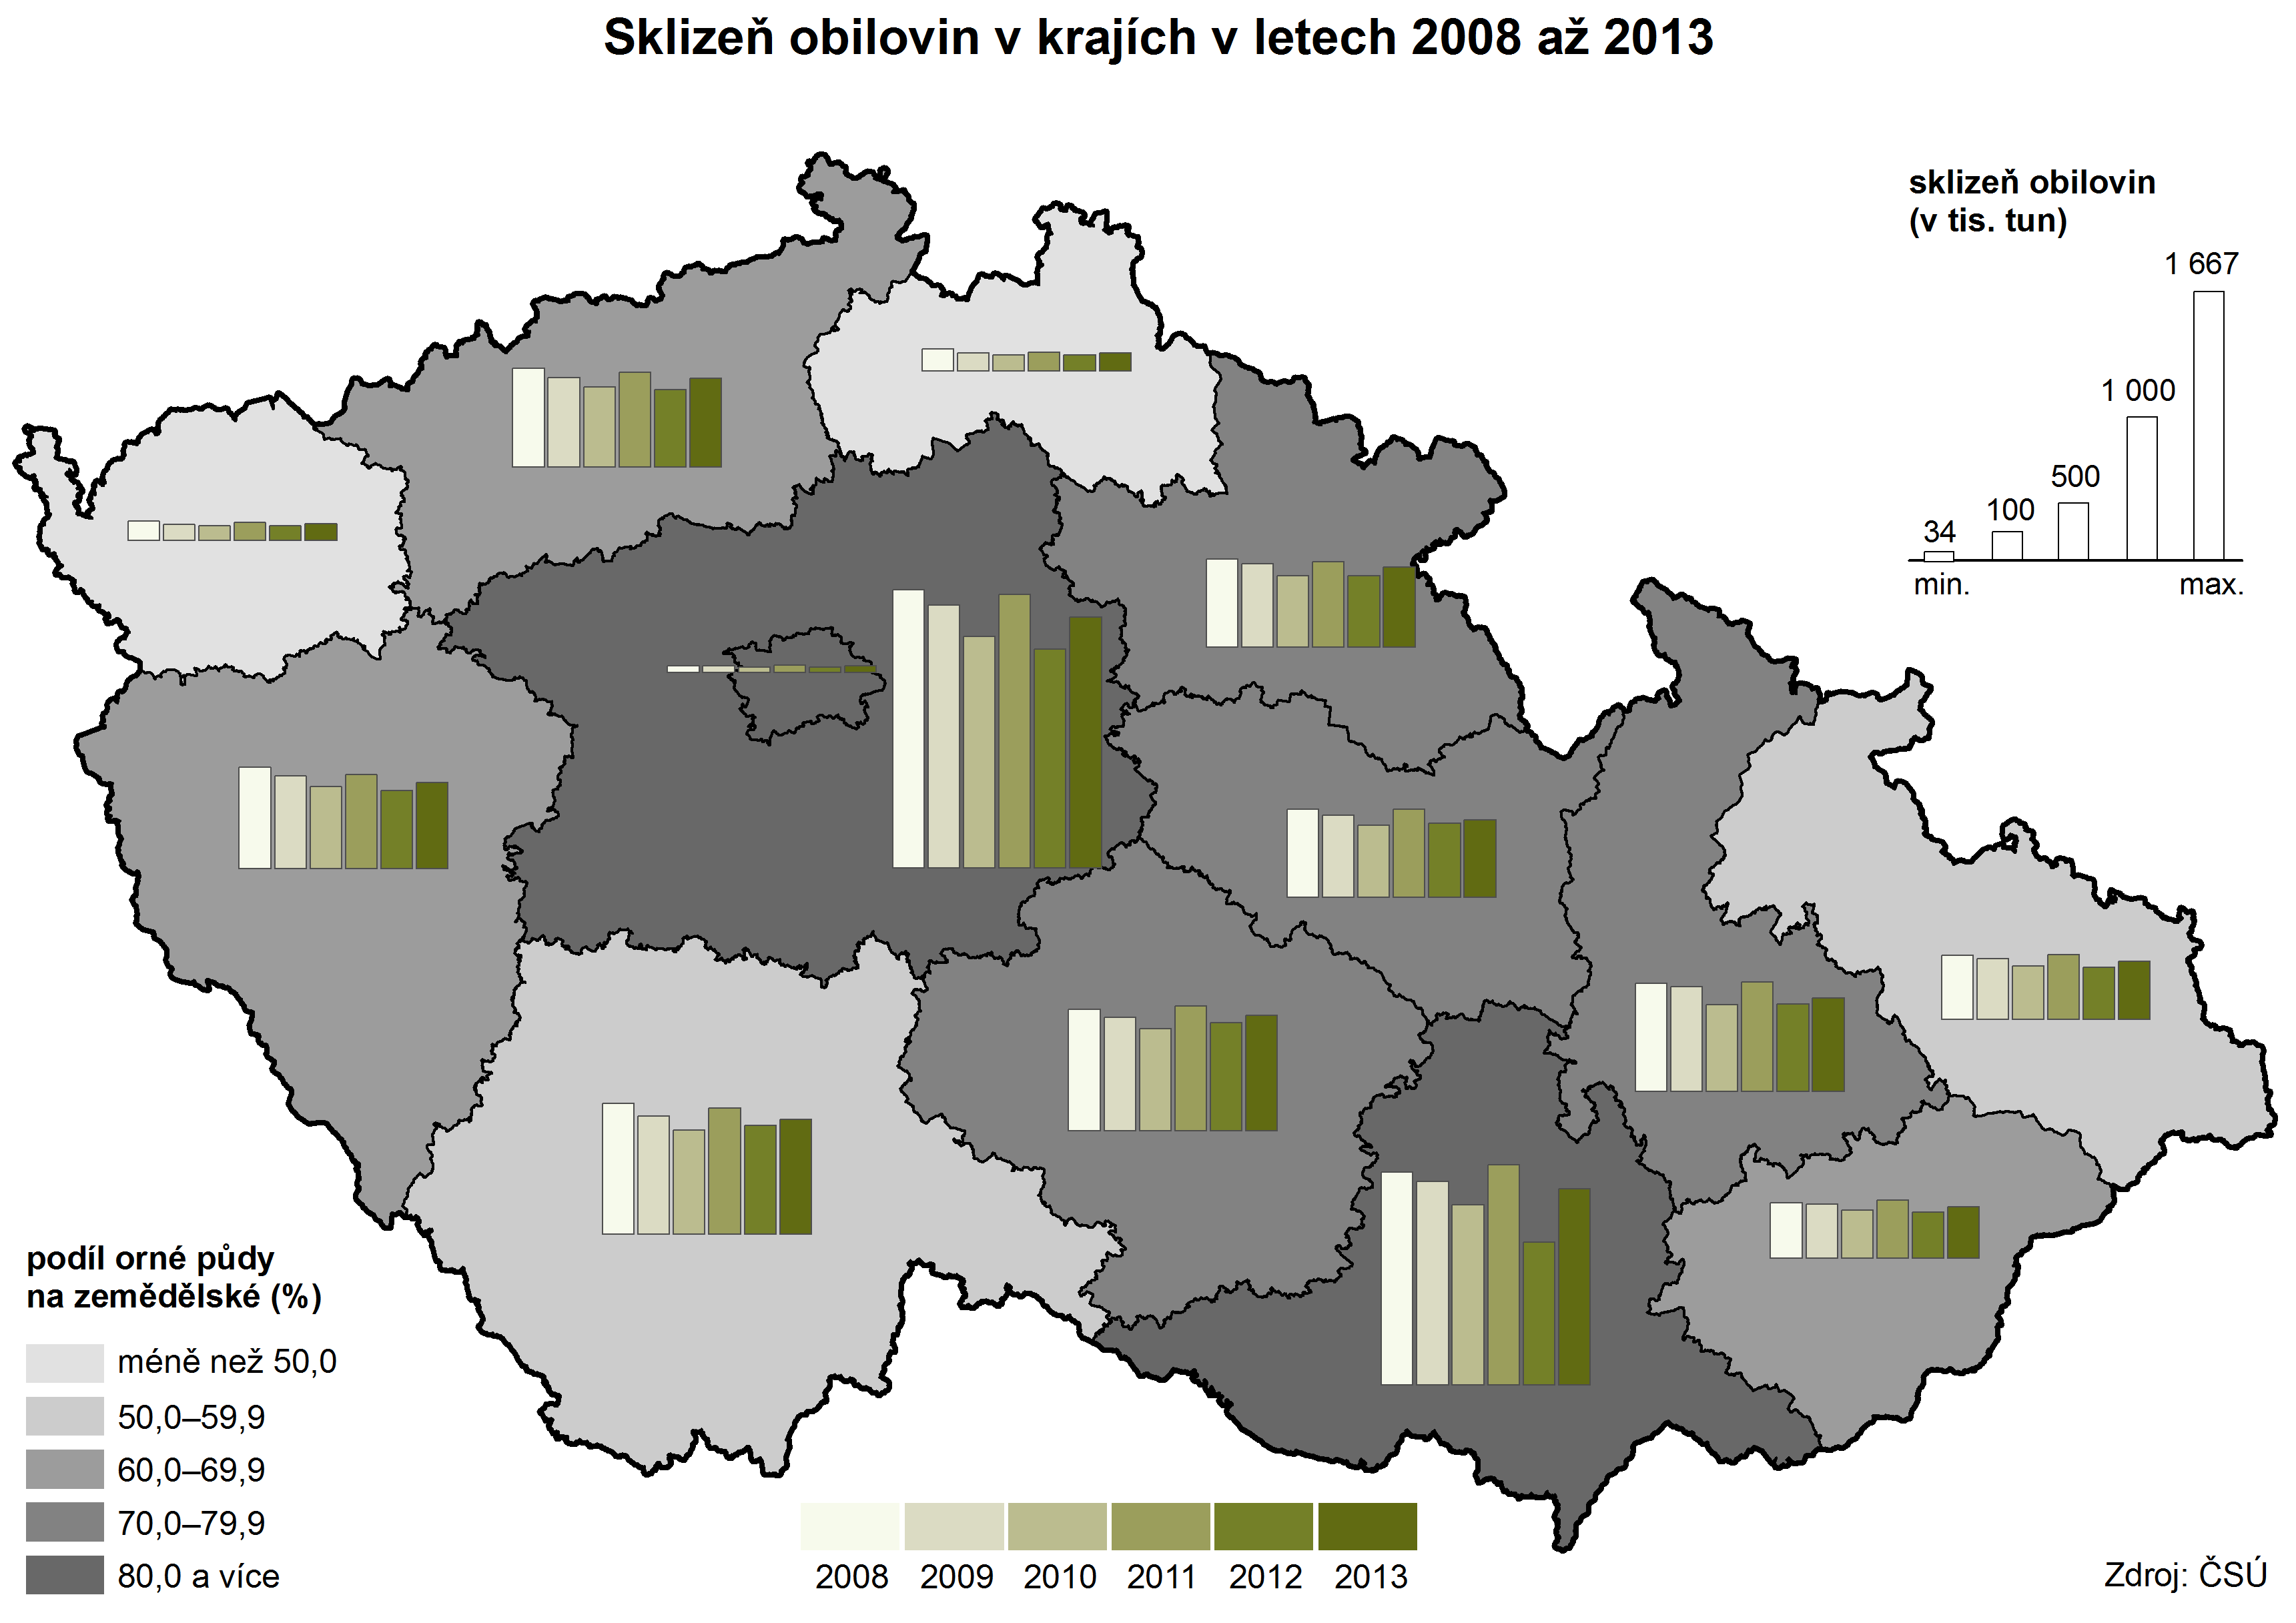 Sklizeň obilovin v krajích v letech 2008 až 2013
sklizeň obilovin
(v tis. tun)
1 667
1 000
500
100
34
min.
max.
podíl orné půdy
na zemědělské (%)
méně než 50,0
50,0–59,9
60,0–69,9
70,0–79,9
80,0 a více
2008 2009 2010 2011 2012 2013
Zdroj: ČSÚ